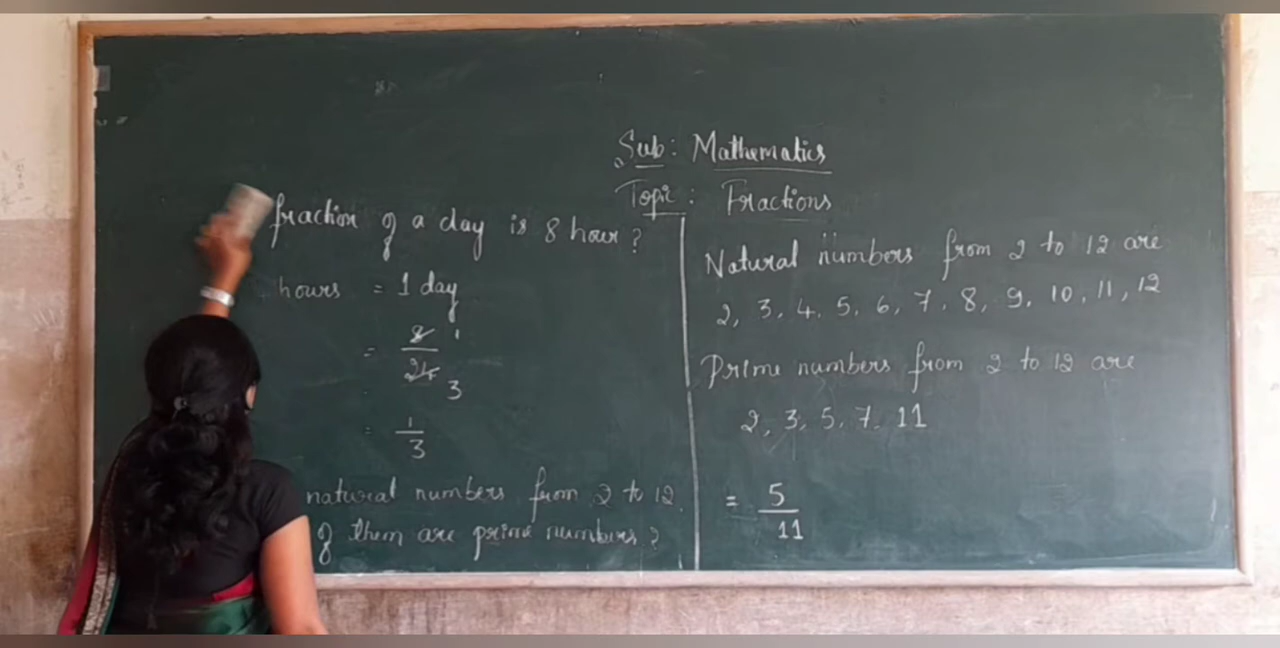 Sub: Mathematics
Topic: Fractions
fraction of a day is 8 hour?
hours = 1 day
= 8 1
24 3
= 1
3
natural numbers from 2 to 12.
of them are prime numbers?
Natural numbers from 2 to 12 are
2, 3, 4, 5, 6, 7, 8, 9, 10, 11, 12
Prime numbers from 2 to 12 are
2, 3, 5, 7, 11
= 5
11